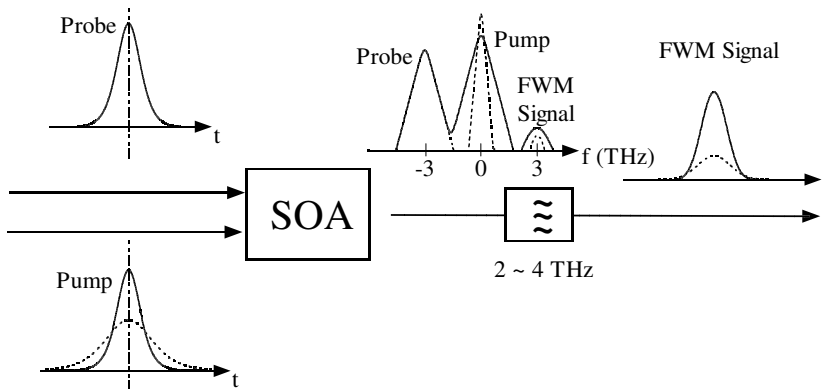 Probe
t
Probe
Pump
FWM
Signal
-3 0 3
f (THz)
FWM Signal
SOA
2 ~ 4 THz
Pump
t